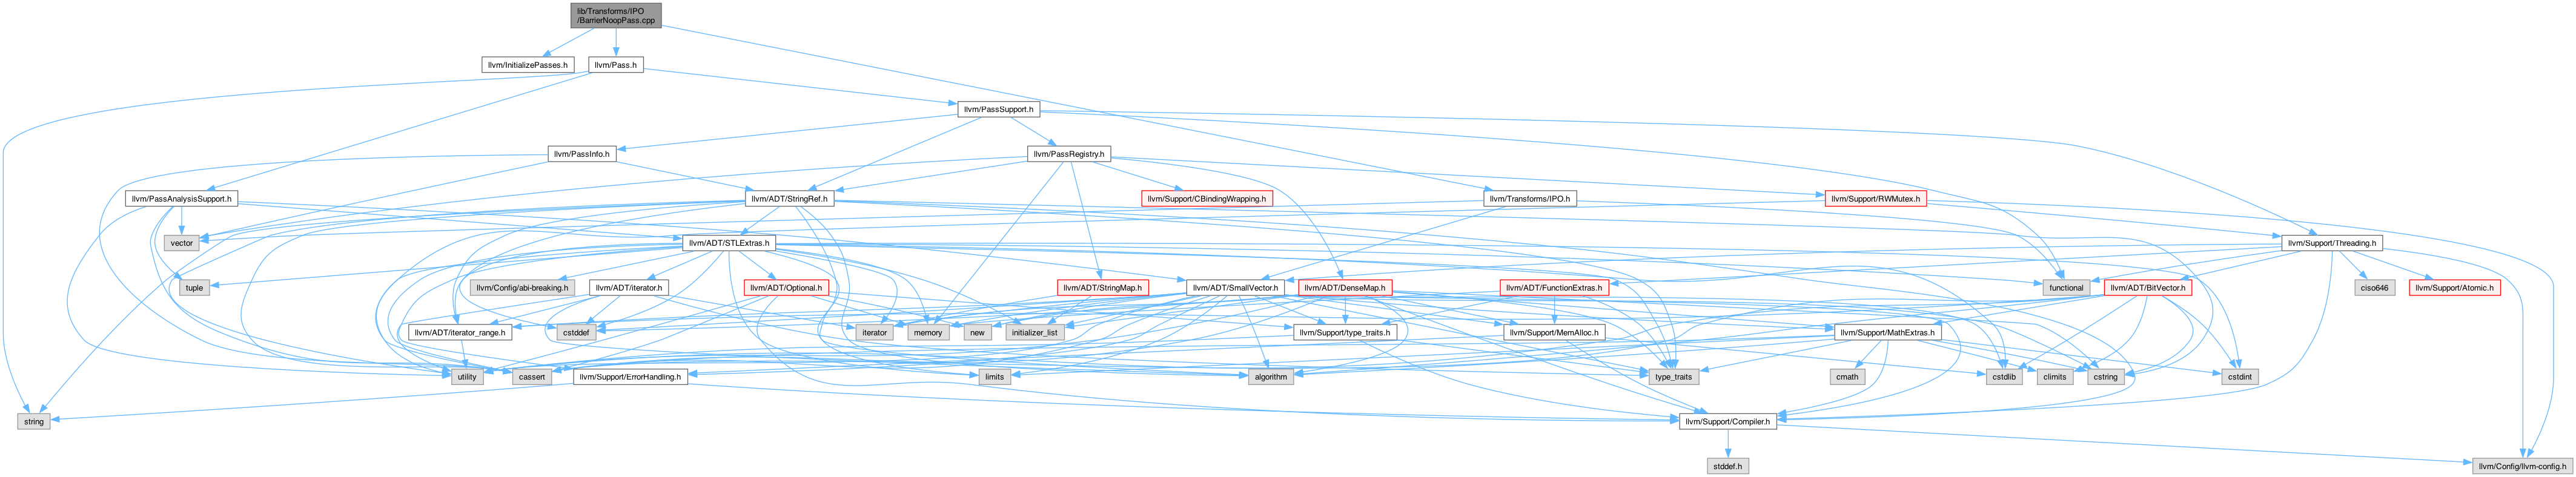 lib/Transforms/IPO
/BarrierNoopPass.cpp
llvm/InitializePasses.h
llvm/Pass.h
llvm/PassSupport.h
llvm/PassInfo.h
llvm/PassRegistry.h
llvm/PassAnalysisSupport.h
llvm/ADT/StringRef.h
llvm/Support/CBindingWrapping.h
llvm/Transforms/IPO.h
llvm/Support/RWMutex.h
vector
llvm/ADT/STLExtras.h
llvm/Support/Threading.h
tuple
llvm/Config/abi-breaking.h
llvm/ADT/iterator.h
llvm/ADT/Optional.h
llvm/ADT/StringMap.h
llvm/ADT/SmallVector.h
llvm/ADT/DenseMap.h
llvm/ADT/FunctionExtras.h
functional
llvm/ADT/BitVector.h
ciso646
llvm/Support/Atomic.h
llvm/ADT/iterator_range.h
cstddef
iterator
memory
new
initializer_list
llvm/Support/type_traits.h
llvm/Support/MemAlloc.h
llvm/Support/MathExtras.h
utility
cassert
llvm/Support/ErrorHandling.h
limits
algorithm
type_traits
cmath
cstdlib
climits
cstring
cstdint
string
llvm/Support/Compiler.h
stddef.h
llvm/Config/llvm-config.h